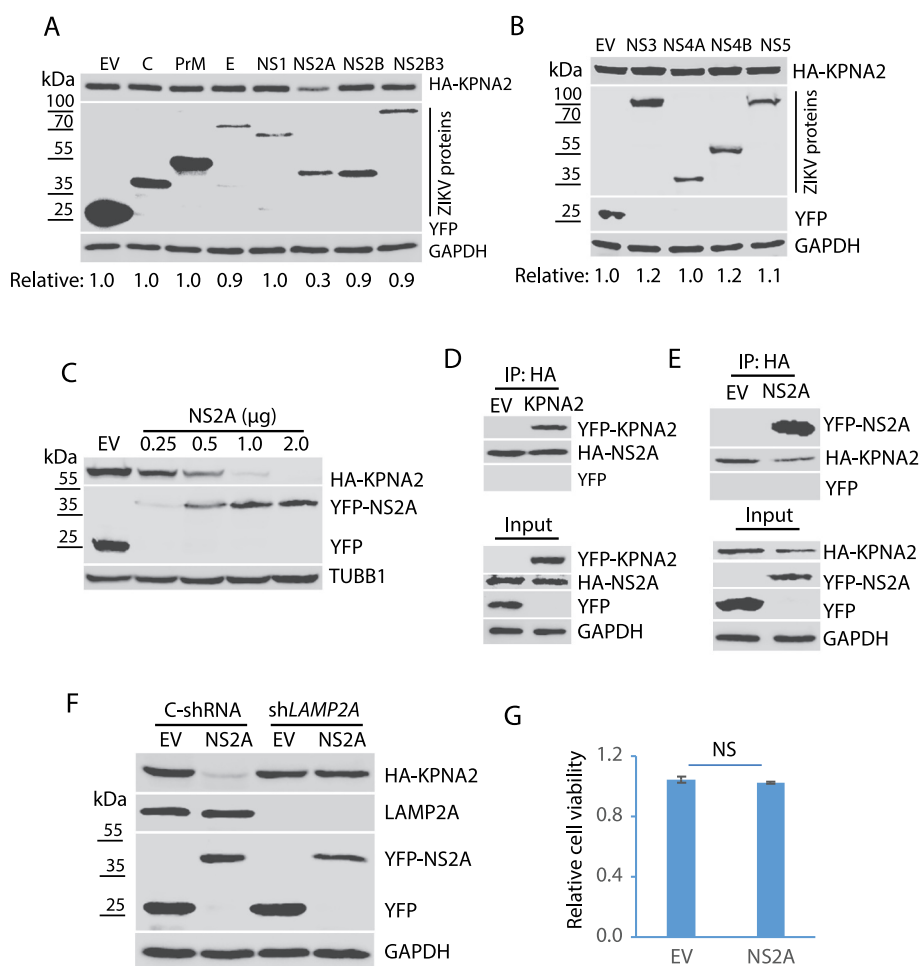 A
EV C PrM E NS1 NS2A NS2B NS2B3
kDa
HA-KPNA2
100
70
55
35
25
ZIKV proteins
YFP
GAPDH
Relative: 1.0 1.0 1.0 0.9 1.0 0.3 0.9 0.9
B
EV NS3 NS4A NS4B NS5
kDa
HA-KPNA2
100
70
55
35
25
ZIKV proteins
YFP
GAPDH
Relative: 1.0 1.2 1.0 1.2 1.1
C
NS2A (μg)
EV 0.25 0.5 1.0 2.0
kDa
55
HA-KPNA2
35
YFP-NS2A
25
YFP
TUBB1
D
IP: HA
EV KPNA2
YFP-KPNA2
HA-NS2A
YFP
Input
YFP-KPNA2
HA-NS2A
YFP
GAPDH
E
IP: HA
EV NS2A
YFP-NS2A
HA-KPNA2
YFP
Input
HA-KPNA2
YFP-NS2A
YFP
GAPDH
F
C-shRNA shLAMP2A
EV NS2A EV NS2A
HA-KPNA2
kDa
LAMP2A
55
YFP-NS2A
35
25
YFP
GAPDH
G
NS
Relative cell viability
1.2
0.8
0.4
0.0
EV NS2A